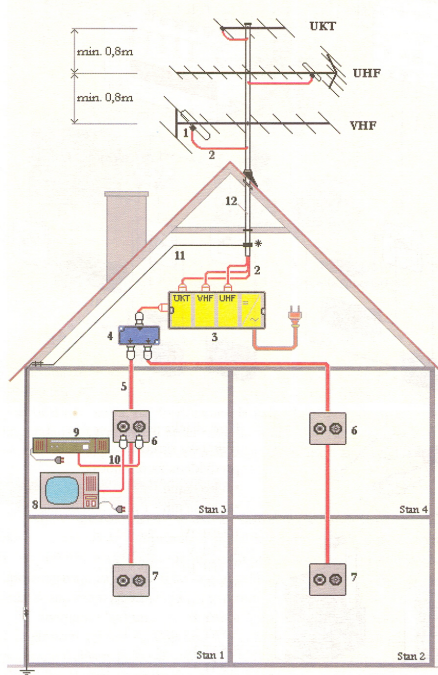 UKT
min. 0,8m
UHF
min. 0,8m
VHF
1
2
12
11
*
2
UKT VHF UHF = ~
3
4
**
5
9
6
6
10
8
Stan 3
Stan 4
7
7
Stan 1
Stan 2